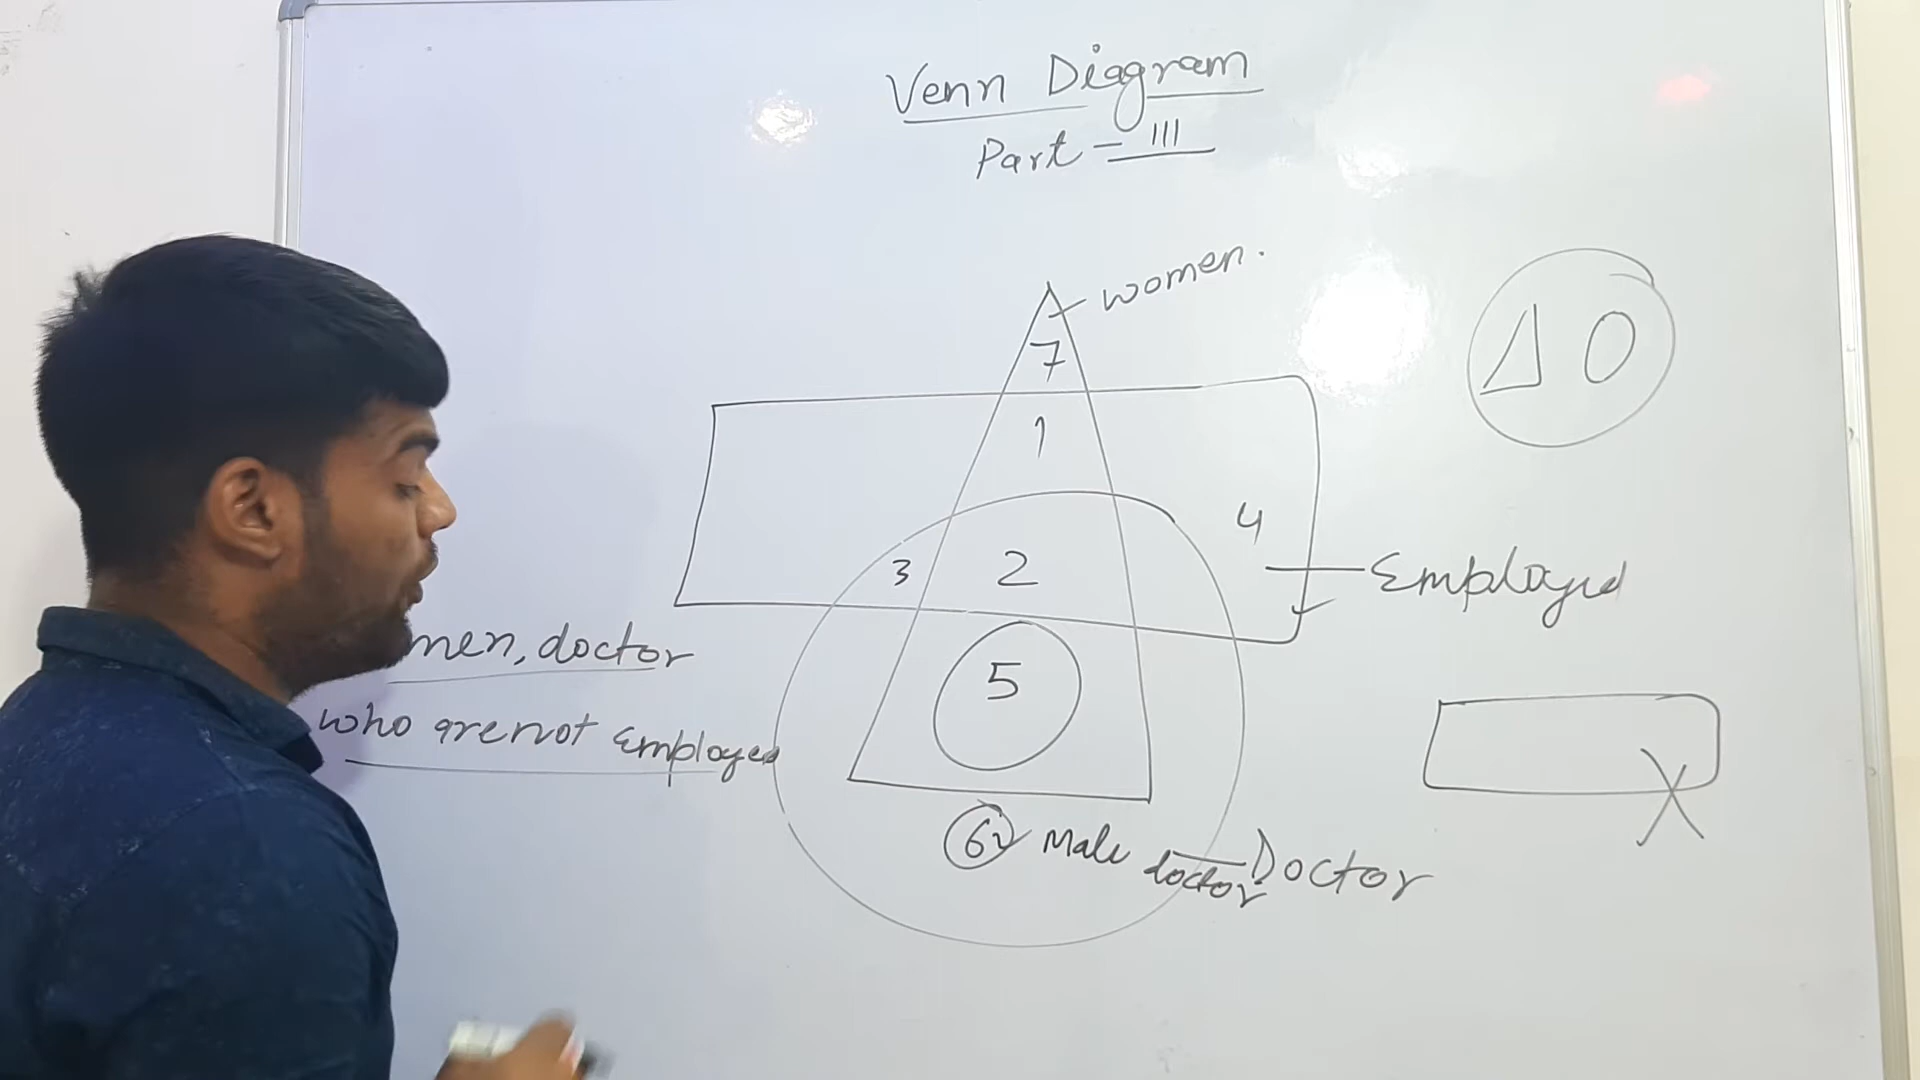 Venn Diagram
Part - III
women.
7
1
4
3
2
Employed
men, doctor
5
who are not Employed
6 Male doctor
Doctor